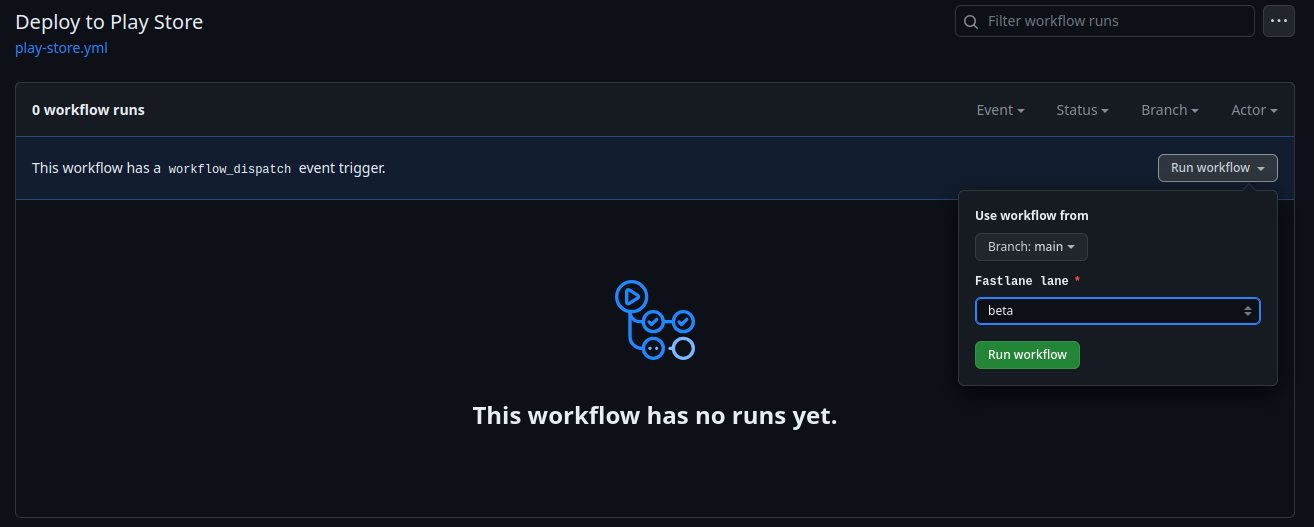 Deploy to Play Store
Filter workflow runs
play-store.yml
0 workflow runs
Event
Status
Branch
Actor
This workflow has a workflow_dispatch event trigger.
Run workflow
Use workflow from
Branch: main
Fastlane lane *
beta
Run workflow
This workflow has no runs yet.